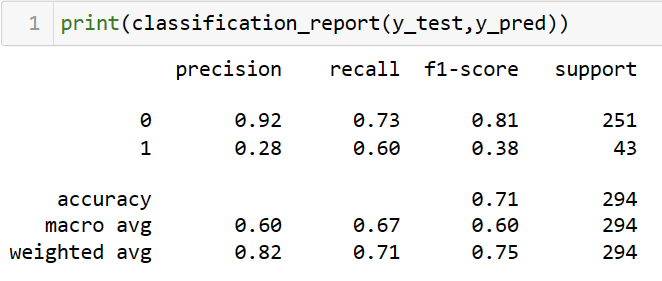 1 print(classification_report(y_test,y_pred))
precision recall f1-score support
0 0.92 0.73 0.81 251
1 0.28 0.60 0.38 43
accuracy 0.71 294
macro avg 0.60 0.67 0.60 294
weighted avg 0.82 0.71 0.75 294